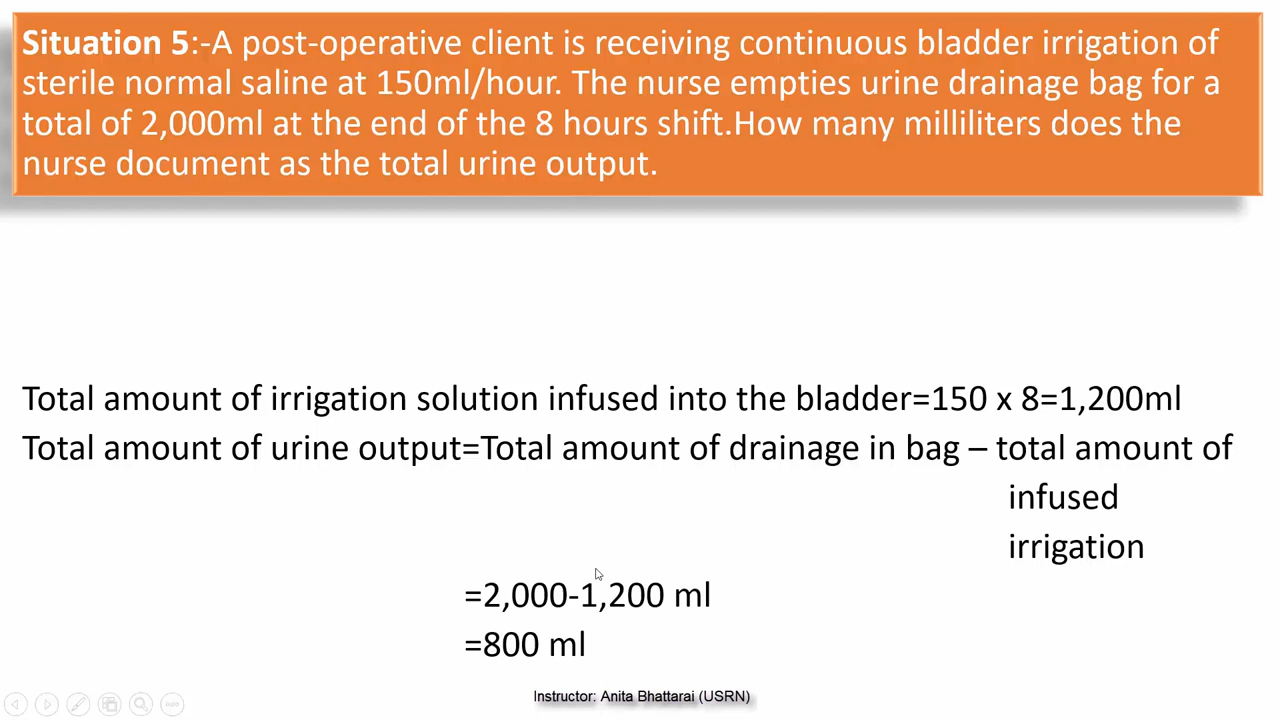 Situation 5:-A post-operative client is receiving continuous bladder irrigation of
sterile normal saline at 150ml/hour. The nurse empties urine drainage bag for a
total of 2,000ml at the end of the 8 hours shift.How many milliliters does the
nurse document as the total urine output.
Total amount of irrigation solution infused into the bladder=150 x 8=1,200ml
Total amount of urine output=Total amount of drainage in bag – total amount of
infused
irrigation
=2,000-1,200 ml
=800 ml
Instructor: Anita Bhattarai (USRN)